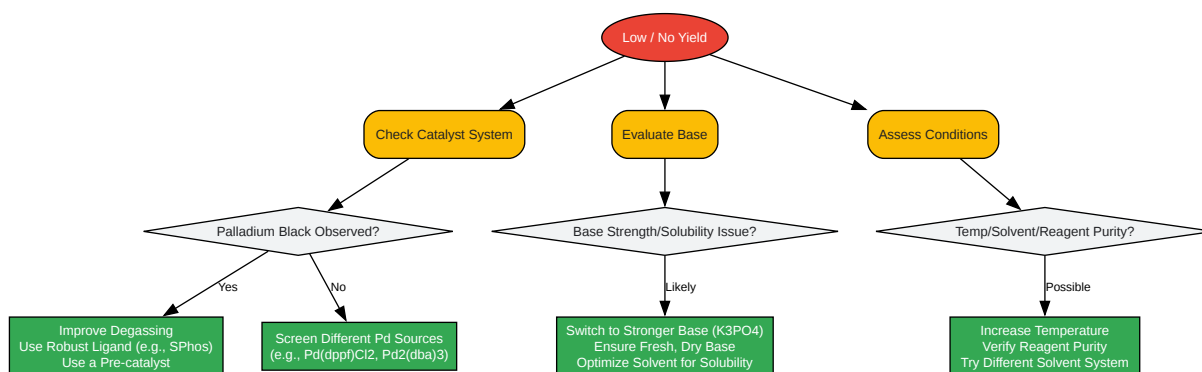 Low / No Yield
Check Catalyst System
Evaluate Base
Assess Conditions
Palladium Black Observed?
Base Strength/Solubility Issue?
Temp/Solvent/Reagent Purity?
Yes
No
Likely
Possible
Improve Degassing
Use Robust Ligand (e.g., SPhos)
Use a Pre-catalyst
Screen Different Pd Sources
(e.g., Pd(dppf)Cl2, Pd2(dba)3)
Switch to Stronger Base (K3PO4)
Ensure Fresh, Dry Base
Optimize Solvent for Solubility
Increase Temperature
Verify Reagent Purity
Try Different Solvent System